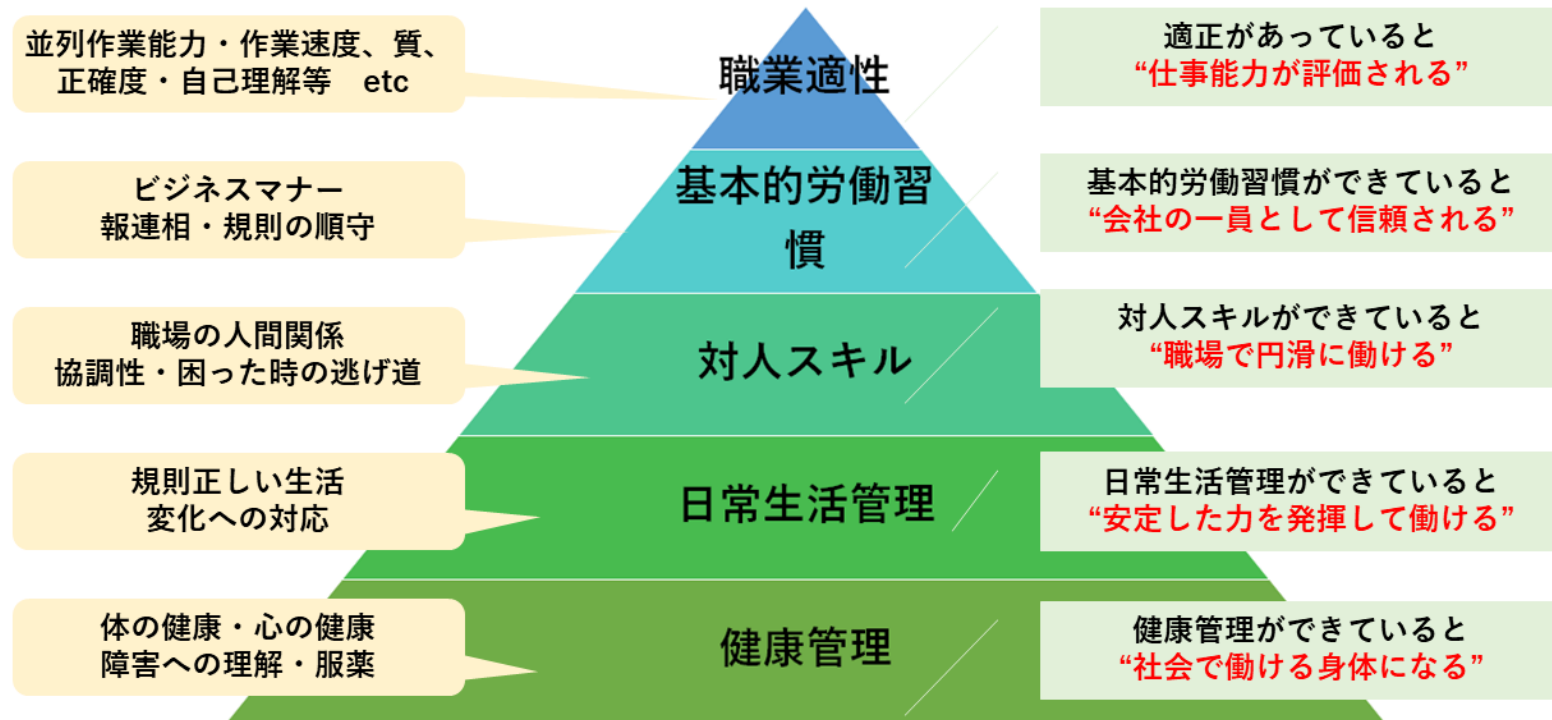 並列作業能力・作業速度、質、
正確度・自己理解等　etc
職業適性
適正があっていると
“仕事能力が評価される”
ビジネスマナー
報連相・規則の順守
基本的労働習
慣
基本的労働習慣ができていると
“会社の一員として信頼される”
職場の人間関係
協調性・困った時の逃げ道
対人スキル
対人スキルができていると
“職場で円滑に働ける”
規則正しい生活
変化への対応
日常生活管理
日常生活管理ができていると
“安定した力を発揮して働ける”
体の健康・心の健康
障害への理解・服薬
健康管理
健康管理ができていると
“社会で働ける身体になる”